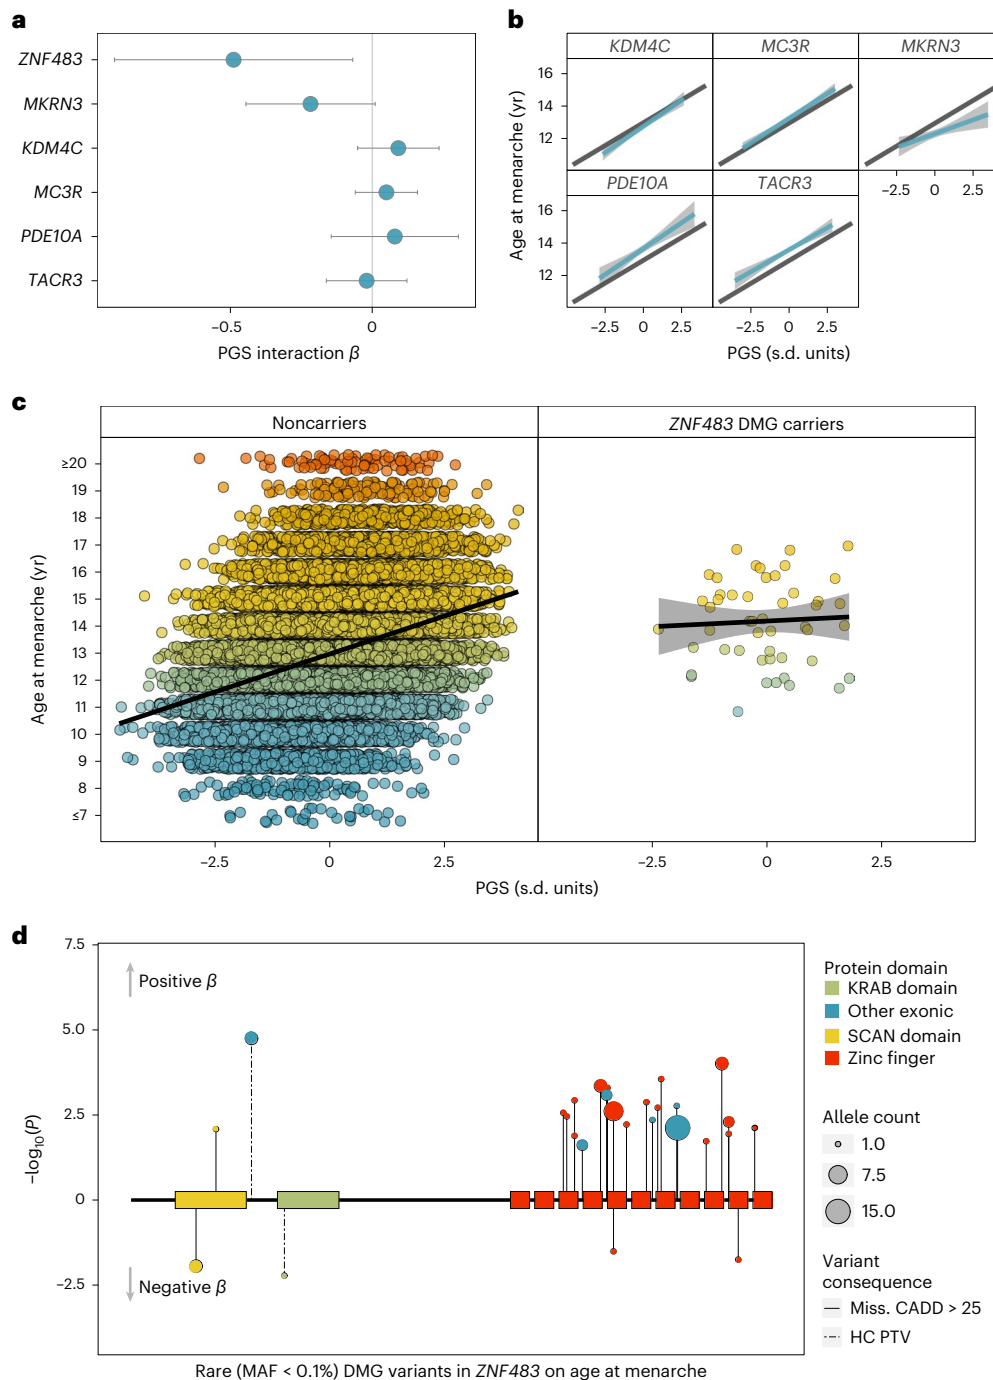 a
ZNF483
MKRN3
KDM4C
MC3R
PDE10A
TACR3
−0.5 0
PGS interaction β
b
KDM4C MC3R MKRN3
16
14
12
−2.5 0 2.5
PDE10A TACR3
16
14
12
−2.5 0 2.5 −2.5 0 2.5
Age at menarche (yr)
PGS (s.d. units)
c
Noncarriers ZNF483 DMG carriers
≥20
19
18
17
16
15
14
13
12
11
10
9
8
≤7
Age at menarche (yr)
−2.5 0 2.5 −2.5 0 2.5
PGS (s.d. units)
d
7.5
5.0
2.5
0
−2.5
−log10(P)
Positive β
Negative β
Rare (MAF < 0.1%) DMG variants in ZNF483 on age at menarche
Protein domain
KRAB domain
Other exonic
SCAN domain
Zinc finger
Allele count
1.0
7.5
15.0
Variant
consequence
Miss. CADD > 25
HC PTV